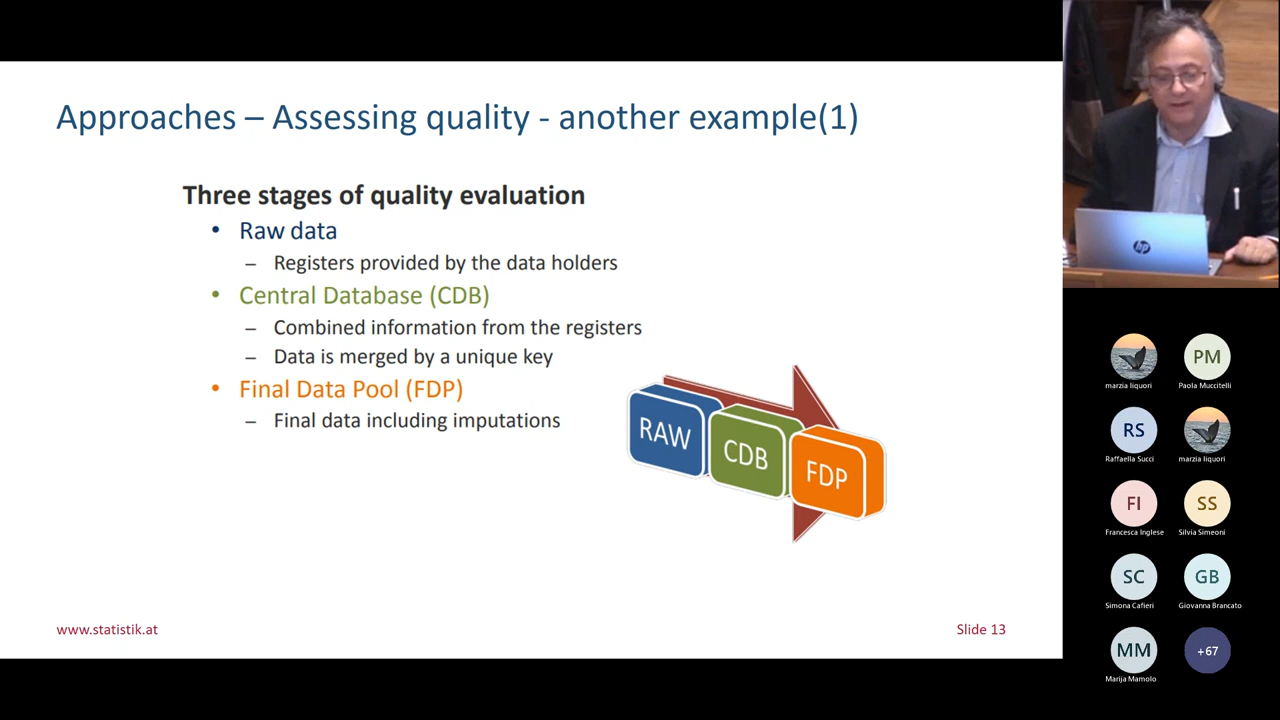 Approaches – Assessing quality - another example(1)
Three stages of quality evaluation
• Raw data
– Registers provided by the data holders
• Central Database (CDB)
– Combined information from the registers
– Data is merged by a unique key
• Final Data Pool (FDP)
– Final data including imputations
RAW
CDB
FDP
www.statistik.at
Slide 13
hp
marzia liquori
PM
Paola Muccitelli
RS
Raffaella Succi
marzia liquori
FI
Francesca Inglese
SS
Silvia Simeoni
SC
Simona Cafieri
GB
Giovanna Brancato
MM
Marija Mamolo
+67